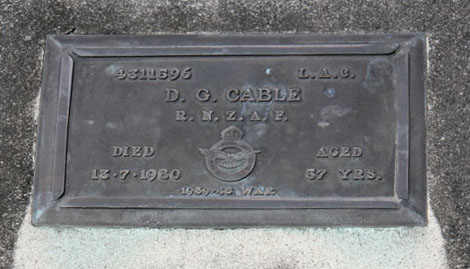 4311596 L.A.C.
D. G. CABLE
R. N. Z. A. F.
DIED AGED
13·7·1980 57 YRS.
1939-45 WAR